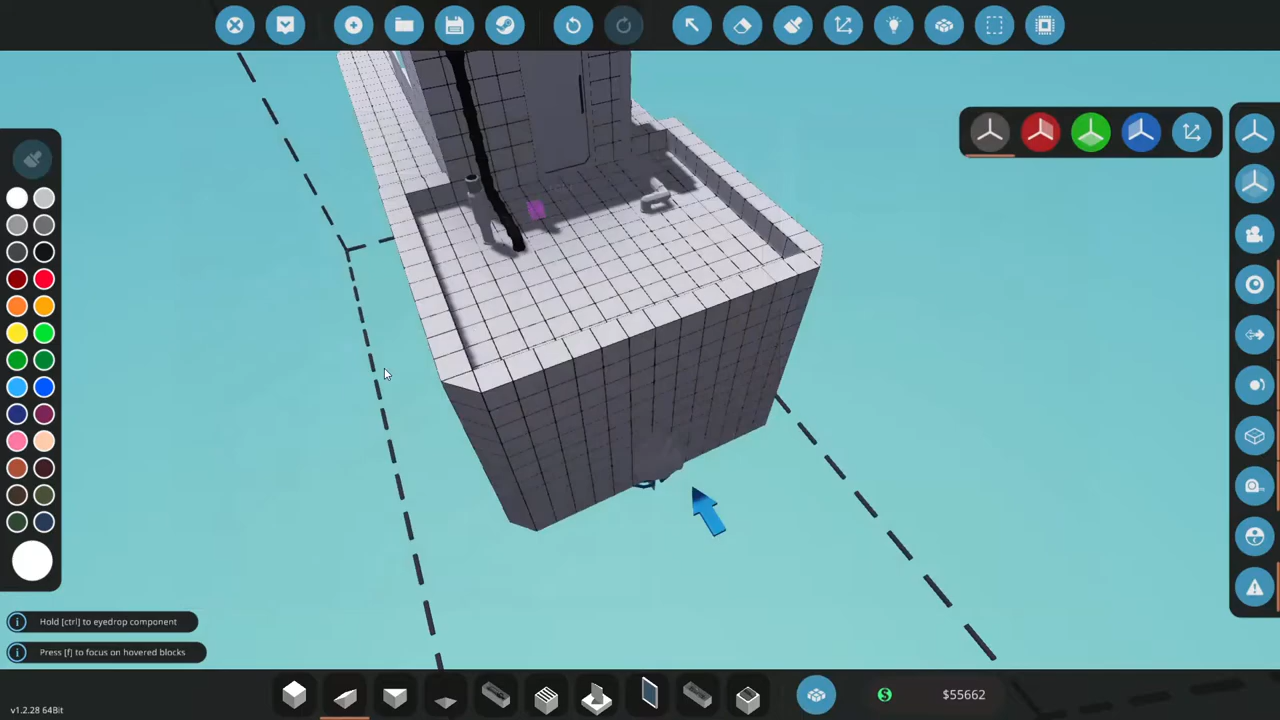 Hold [ctrl] to eyedrop component
Press [f] to focus on hovered blocks
$55662
v1.2.28 64Bit